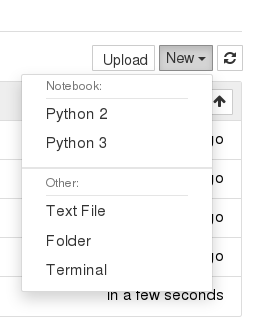 Upload New
Notebook:
Python 2
Python 3
go
Other:
Text File
go
go
Folder
go
Terminal
in a few seconds